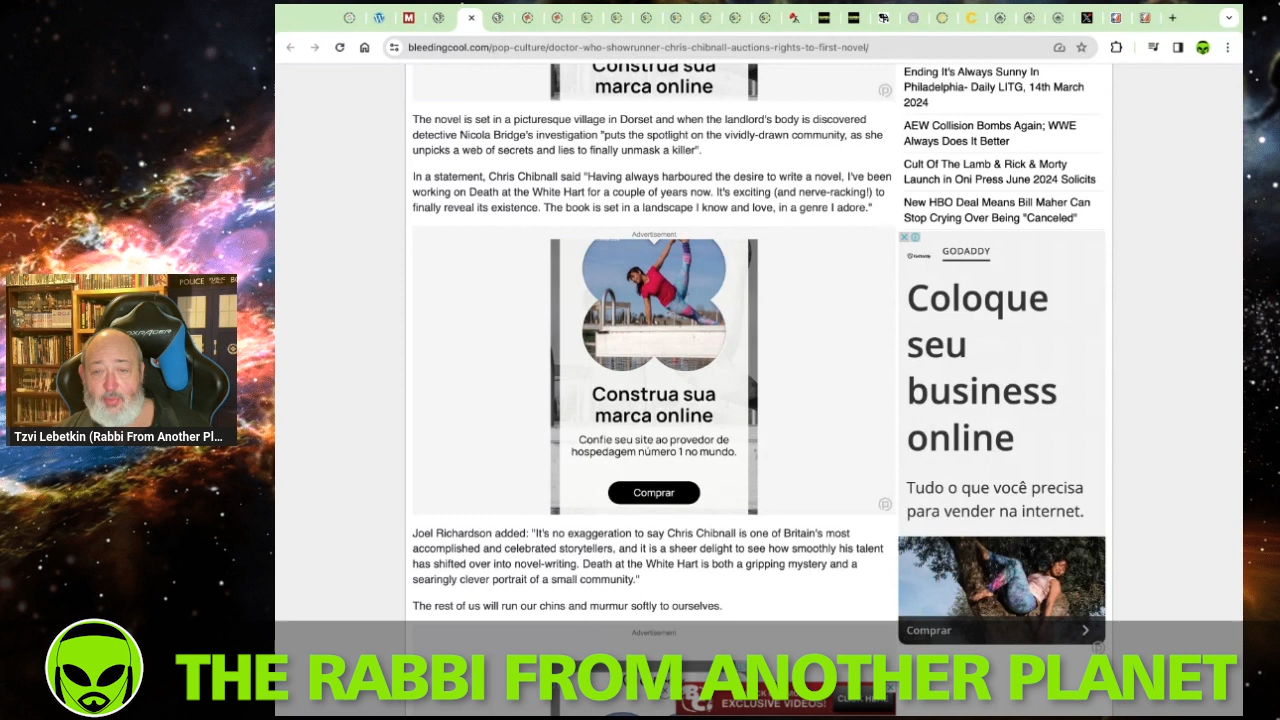 bleedingcool.com/pop-culture/doctor-who-showrunner-chris-chibnall-auctions-rights-to-first-novel/
Construa sua
marca online
The novel is set in a picturesque village in Dorset and when the landlord's body is discovered
detective Nicola Bridge's investigation "puts the spotlight on the vividly-drawn community, as she
unpicks a web of secrets and lies to finally unmask a killer".
In a statement, Chris Chibnall said "Having always harboured the desire to write a novel, I've been
working on Death at the White Hart for a couple of years now. It's exciting (and nerve-racking!) to
finally reveal its existence. The book is set in a landscape I know and love, in a genre I adore."
Advertisement
Construa sua
marca online
Confie seu site ao provedor de
hospedagem número 1 no mundo.
Comprar
Joel Richardson added: "It's no exaggeration to say Chris Chibnall is one of Britain's most
accomplished and celebrated storytellers, and it is a sheer delight to see how smoothly his talent
has shifted over into novel-writing. Death at the White Hart is both a gripping mystery and a
searingly clever portrait of a small community."
The rest of us will run our chins and murmur softly to ourselves.
Advertisement
Ending It's Always Sunny In
Philadelphia- Daily LITG, 14th March
2024
AEW Collision Bombs Again; WWE
Always Does It Better
Cult Of The Lamb & Rick & Morty
Launch in Oni Press June 2024 Solicits
New HBO Deal Means Bill Maher Can
Stop Crying Over Being "Canceled"
GODADDY
Coloque
seu
business
online
Tudo o que você precisa
para vender na internet.
Comprar
POLICE
DXRACER
Tzvi Lebetkin (Rabbi From Another Pl...
THE RABBI FROM ANOTHER PLANET
EXCLUSIVE VIDEOS!
CLICK HERE